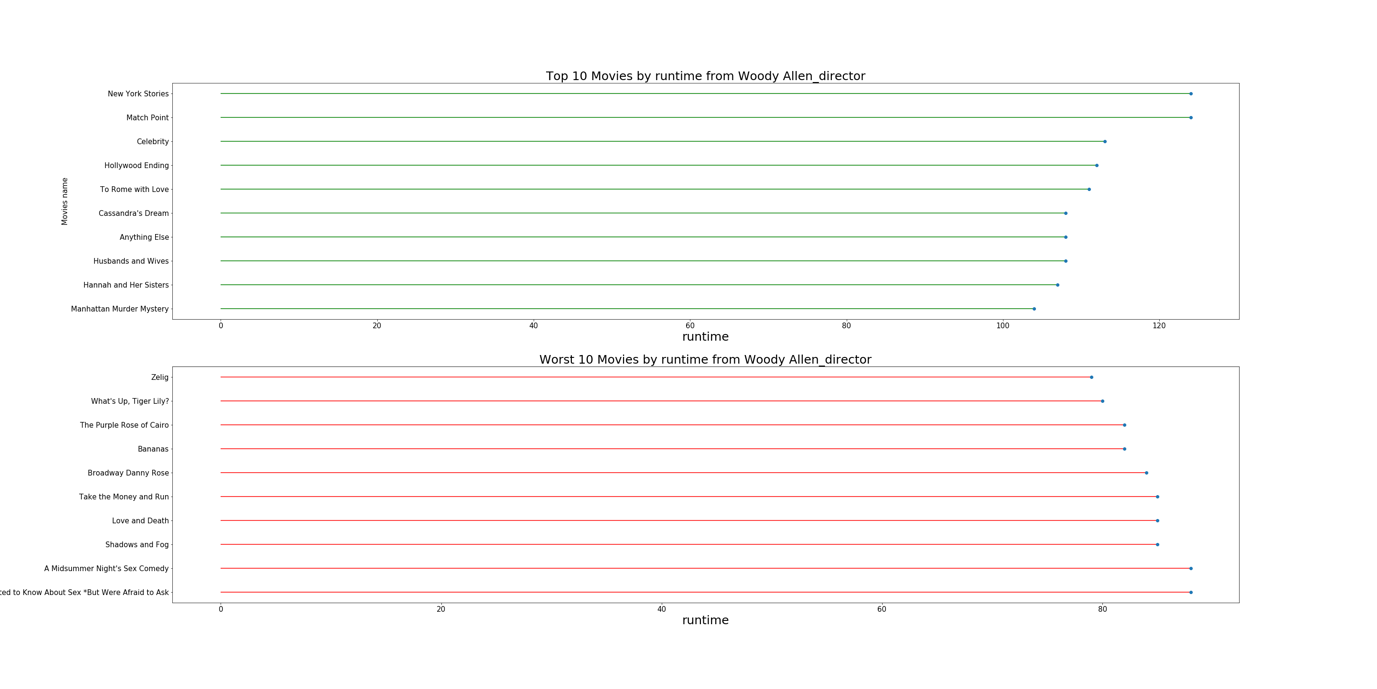 Top 10 Movies by runtime from Woody Allen_director
Movies name
New York Stories
Match Point
Celebrity
Hollywood Ending
To Rome with Love
Cassandra's Dream
Anything Else
Husbands and Wives
Hannah and Her Sisters
Manhattan Murder Mystery
0 20 40 60 80 100 120
runtime
Worst 10 Movies by runtime from Woody Allen_director
Zelig
What's Up, Tiger Lily?
The Purple Rose of Cairo
Bananas
Broadway Danny Rose
Take the Money and Run
Love and Death
Shadows and Fog
A Midsummer Night's Sex Comedy
to Know About Sex *But Were Afraid to Ask
0 20 40 60 80
runtime